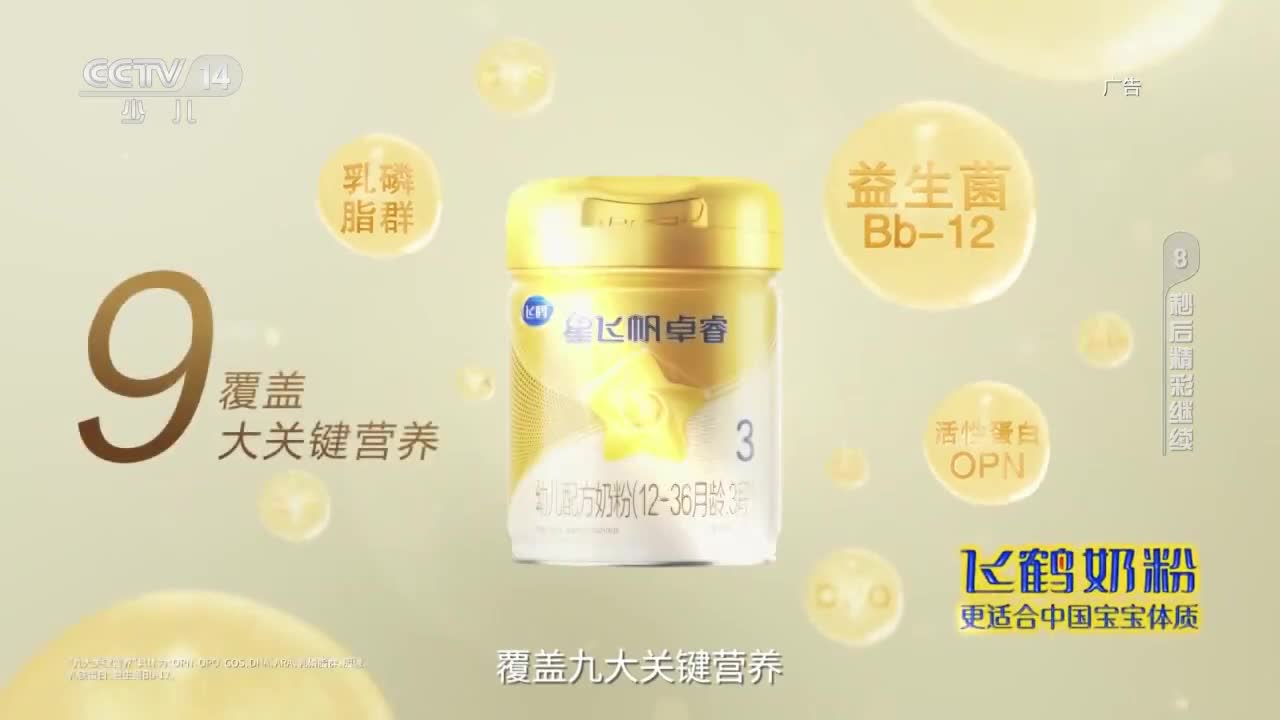 CCTV 14
少儿
广告
乳磷
脂群
益生菌
Bb-12
8
秒后精彩继续
飞鹤
星飞帆卓睿
9
覆盖
大关键营养
3
活性蛋白
OPN
幼儿配方奶粉(12-36月龄,3段)
飞鹤奶粉
更适合中国宝宝体质
覆盖九大关键营养